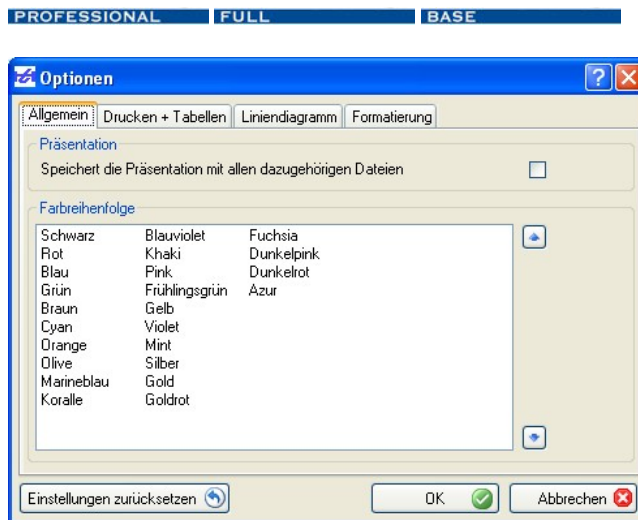 PROFESSIONAL FULL BASE
Optionen
Allgemein Drucken + Tabellen Liniendiagramm Formatierung
Präsentation
Speichert die Präsentation mit allen dazugehörigen Dateien
Farbreihenfolge
Schwarz Blauviolet Fuchsia
Rot Khaki Dunkelpink
Blau Pink Dunkelrot
Grün Frühlingsgrün Azur
Braun Gelb
Cyan Violet
Orange Mint
Olive Silber
Marineblau Gold
Koralle Goldrot
Einstellungen zurücksetzen OK Abbrechen